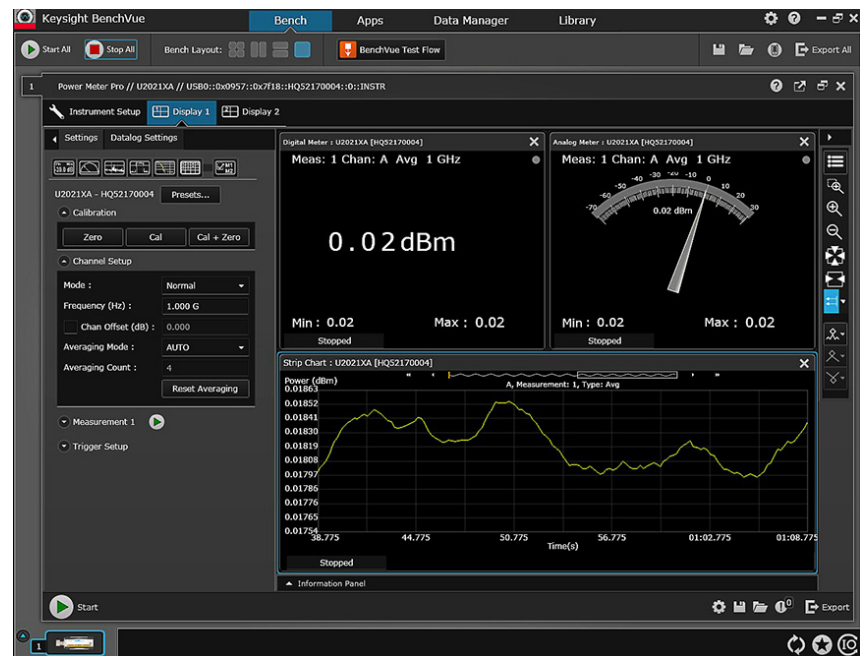 Keysight BenchVue Bench Apps Data Manager Library
Start All Stop All Bench Layout: BenchVue Test Flow Export All
1 Power Meter Pro // U2021XA // USB0::0x0957::0x7f18::HQ52170004::0::INSTR
Instrument Setup Display 1 Display 2
Settings Datalog Settings
U2021XA - HQ52170004 Presets...
Calibration
Zero Cal Cal + Zero
Channel Setup
Mode : Normal
Frequency (Hz) : 1.000 G
Chan Offset (dB) : 0.000
Averaging Mode : AUTO
Averaging Count : 4
Reset Averaging
Measurement 1
Trigger Setup
Digital Meter : U2021XA [HQ52170004]
Meas: 1 Chan: A Avg 1 GHz
0.02dBm
Min : 0.02 Max : 0.02
Stopped
Analog Meter : U2021XA [HQ52170004]
Meas: 1 Chan: A Avg 1 GHz
-70 -50 -40 -30 -20 -10 0 10 20 30
0.02 dBm
Min : 0.02 Max : 0.02
Stopped
Strip Chart : U2021XA [HQ52170004]
Power (dBm)
A, Measurement: 1, Type: Avg
0.01863
0.01852
0.01841
0.01830
0.01819
0.01808
0.01797
0.01786
0.01776
0.01765
0.01754
38.775 44.775 50.775 56.775 01:02.775 01:08.775
Time(s)
Stopped
Information Panel
Start 0 Export
1